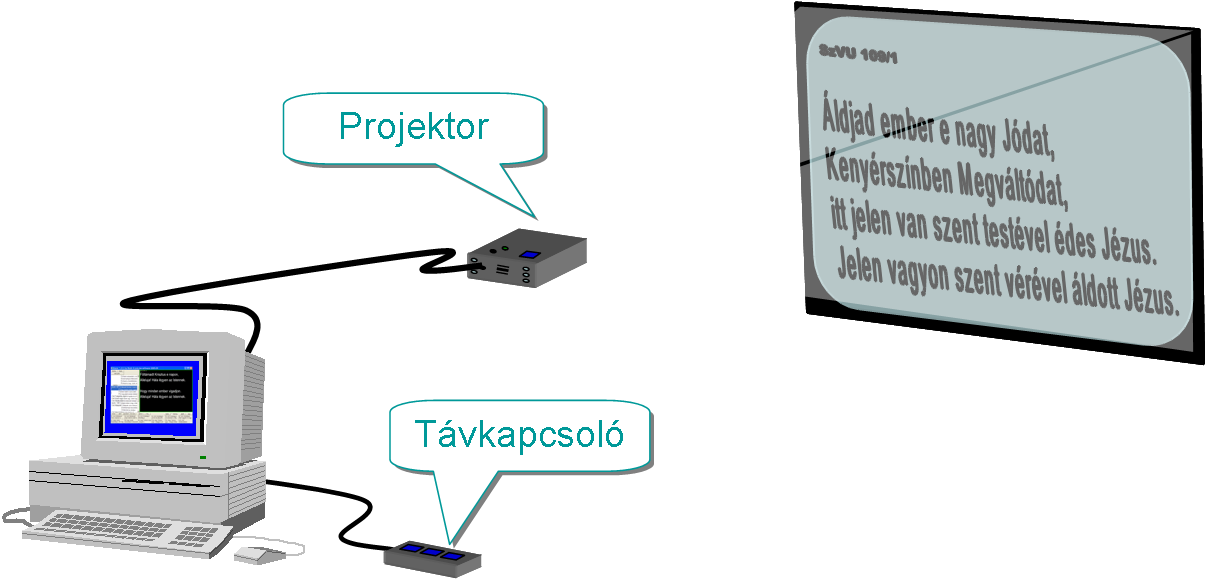 SzVU 109/1
Áldjad ember e nagy Jódat,
Kenyérszínben Megváltódat,
itt jelen van szent testével édes Jézus.
Jelen vagyon szent vérével áldott Jézus.
Projektor
Távkapcsoló